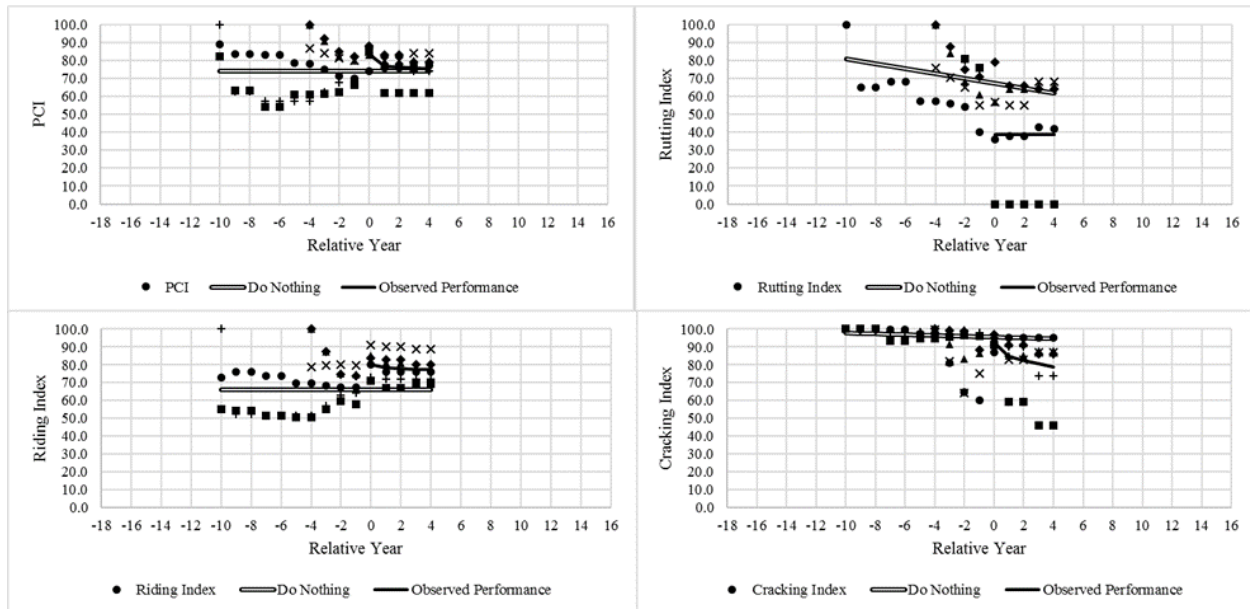 100.0
90.0
80.0
70.0
60.0
50.0
40.0
30.0
20.0
10.0
0.0
PCI
-18 -16 -14 -12 -10 -8 -6 -4 -2 0 2 4 6 8 10 12 14 16
Relative Year
PCI Do Nothing Observed Performance
100.0
90.0
80.0
70.0
60.0
50.0
40.0
30.0
20.0
10.0
0.0
Rutting Index
-18 -16 -14 -12 -10 -8 -6 -4 -2 0 2 4 6 8 10 12 14 16
Relative Year
Rutting Index Do Nothing Observed Performance
100.0
90.0
80.0
70.0
60.0
50.0
40.0
30.0
20.0
10.0
0.0
Riding Index
-18 -16 -14 -12 -10 -8 -6 -4 -2 0 2 4 6 8 10 12 14 16
Relative Year
Riding Index Do Nothing Observed Performance
100.0
90.0
80.0
70.0
60.0
50.0
40.0
30.0
20.0
10.0
0.0
Cracking Index
-18 -16 -14 -12 -10 -8 -6 -4 -2 0 2 4 6 8 10 12 14 16
Relative Year
Cracking Index Do Nothing Observed Performance